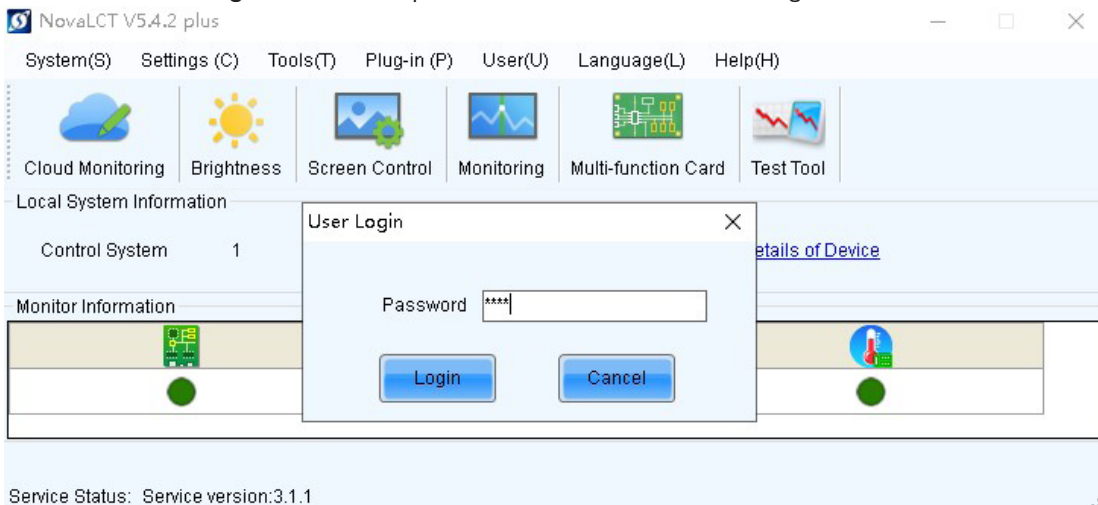 NovaLCT V5.4.2 plus
System(S) Settings (C) Tools(T) Plug-in (P) User(U) Language(L) Help(H)
Cloud Monitoring Brightness Screen Control Monitoring Multi-function Card Test Tool
Local System Information
User Login
Control System 1
etails of Device
Password ****
Monitor Information
Login Cancel
Service Status: Service version:3.1.1